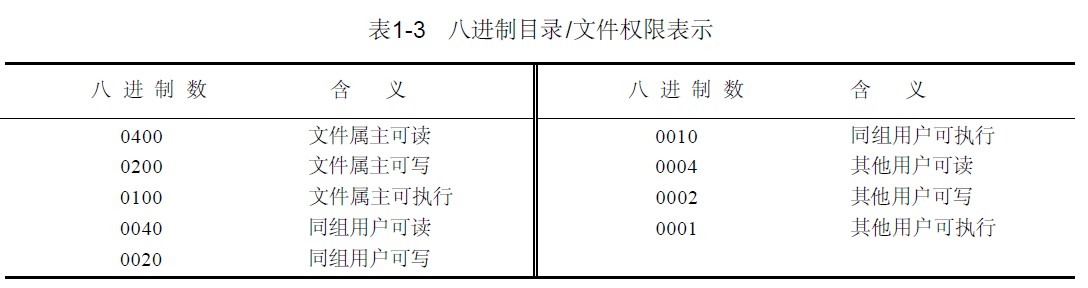 表1-3 八进制目录/文件权限表示
八进制数 含义 八进制数 含义
0400 文件属主可读 0010 同组用户可执行
0200 文件属主可写 0004 其他用户可读
0100 文件属主可执行 0002 其他用户可写
0040 同组用户可读 0001 其他用户可执行
0020 同组用户可写